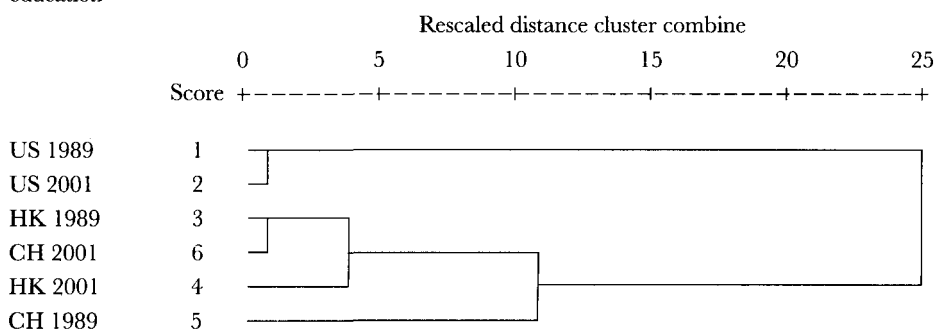 Rescaled distance cluster combine
0 5 10 15 20 25
Score
US 1989 1
US 2001 2
HK 1989 3
CH 2001 6
HK 2001 4
CH 1989 5